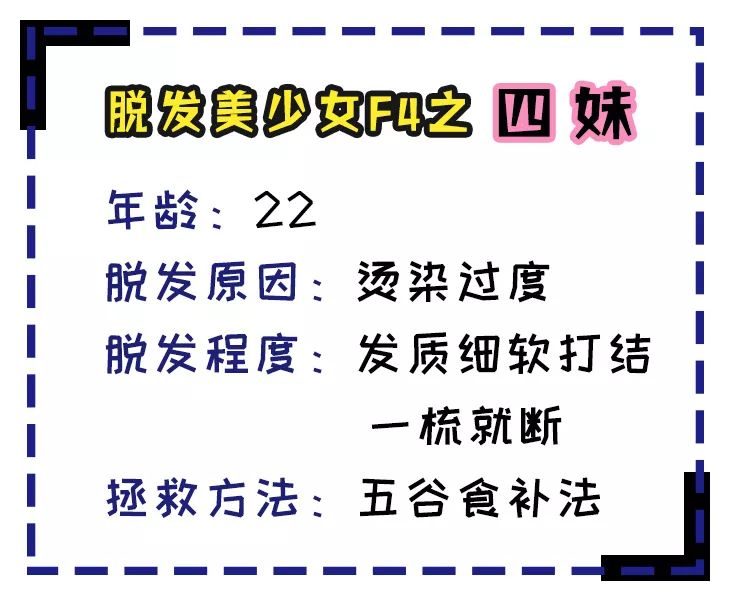 脱发美少女F4之 四妹
年龄：22
脱发原因：烫染过度
脱发程度：发质细软打结
一梳就断
拯救方法：五谷食补法